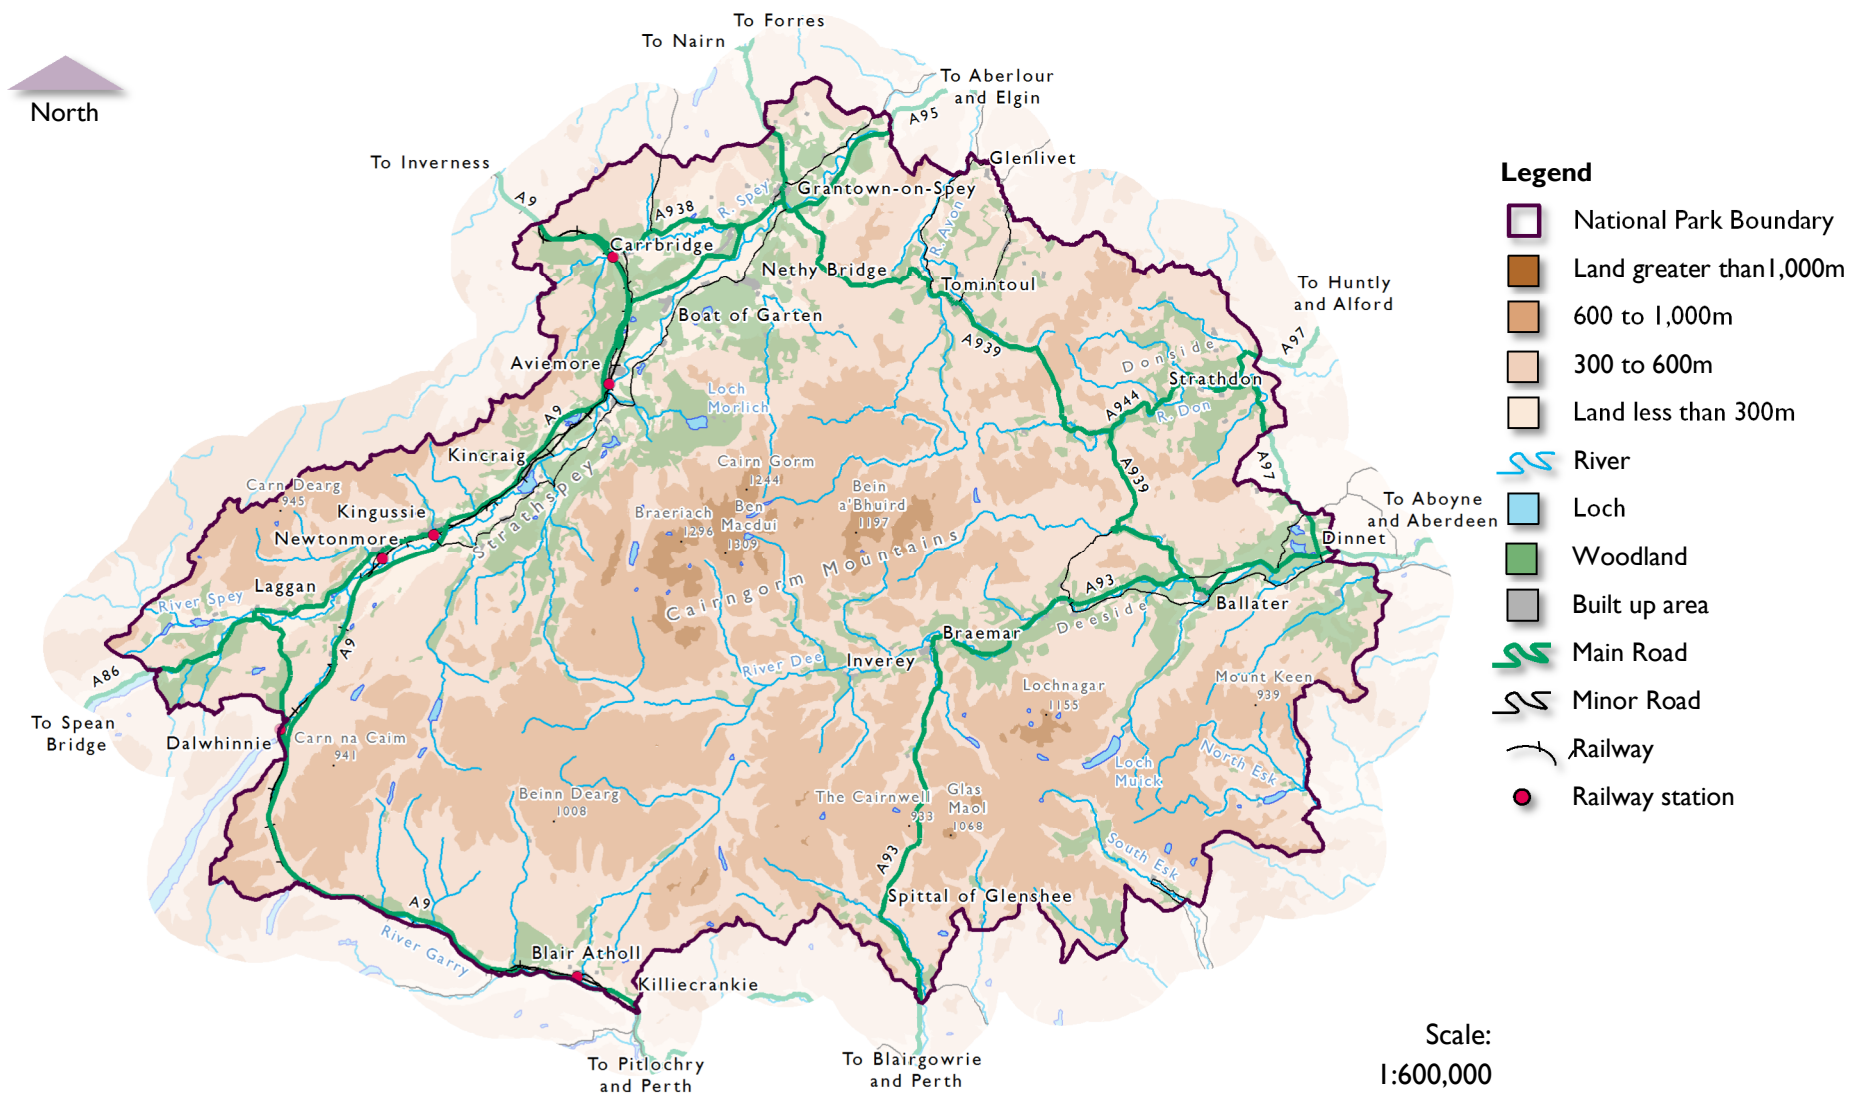 To Forres
To Nairn
To Aberlour
and Elgin
A95
North
To Inverness
Glenlivet
A9
Grantown-on-Spey
R. Spey
A938
R. Avon
Carrbridge
Nethy Bridge
Tomintoul
To Huntly
and Alford
Boat of Garten
A939
A97
Donside
Aviemore
Strathdon
Loch
Morlich
A944
R. Don
A9
Kincraig
Cairn Gorm
1244
A939
A97
Carn Dearg
945
Strathspey
Braeriach
1296
Ben
Macdui
1309
Bein
a'Bhuird
1197
To Aboyne
and Aberdeen
Kingussie
Newtonmore
Dinnet
Cairngorm Mountains
Laggan
River Spey
A93
Ballater
Deeside
Braemar
A9
Inverey
River Dee
A86
Lochnagar
1155
Mount Keen
939
To Spean
Bridge
Dalwhinnie
Carn na Caim
941
Loch
Muick
North Esk
Beinn Dearg
1008
The Cairnwell
933
Glas
Maol
1068
South Esk
A93
Spittal of Glenshee
A9
River Garry
Blair Atholl
Killiecrankie
To Pitlochry
and Perth
To Blairgowrie
and Perth
Legend
National Park Boundary
Land greater than1,000m
600 to 1,000m
300 to 600m
Land less than 300m
River
Loch
Woodland
Built up area
Main Road
Minor Road
Railway
Railway station
Scale:
1:600,000